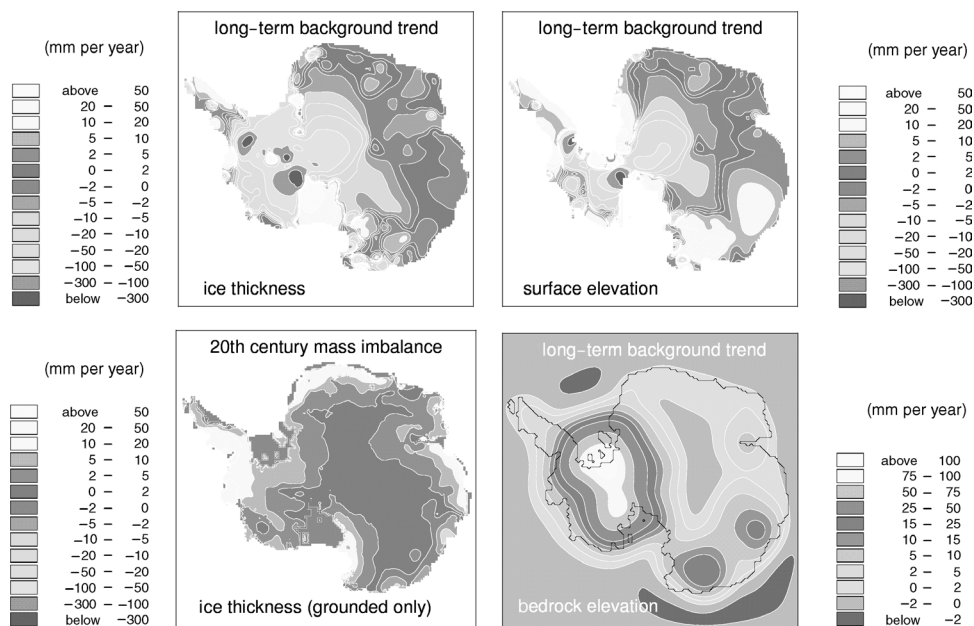 long-term background trend
ice thickness
long-term background trend
surface elevation
(mm per year)
above 50
20 - 50
10 - 20
5 - 10
2 - 5
0 - 2
-2 - 0
-5 - -2
-10 - -5
-20 - -10
-50 - -20
-100 - -50
-300 - -100
below -300
(mm per year)
above 50
20 - 50
10 - 20
5 - 10
2 - 5
0 - 2
-2 - 0
-5 - -2
-10 - -5
-20 - -10
-50 - -20
-100 - -50
-300 - -100
below -300
20th century mass imbalance
ice thickness (grounded only)
long-term background trend
bedrock elevation
(mm per year)
above 50
20 - 50
10 - 20
5 - 10
2 - 5
0 - 2
-2 - 0
-5 - -2
-10 - -5
-20 - -10
-50 - -20
-100 - -50
-300 - -100
below -300
(mm per year)
above 100
75 - 100
50 - 75
25 - 50
15 - 25
10 - 15
5 - 10
2 - 5
0 - 2
-2 - 0
below -2